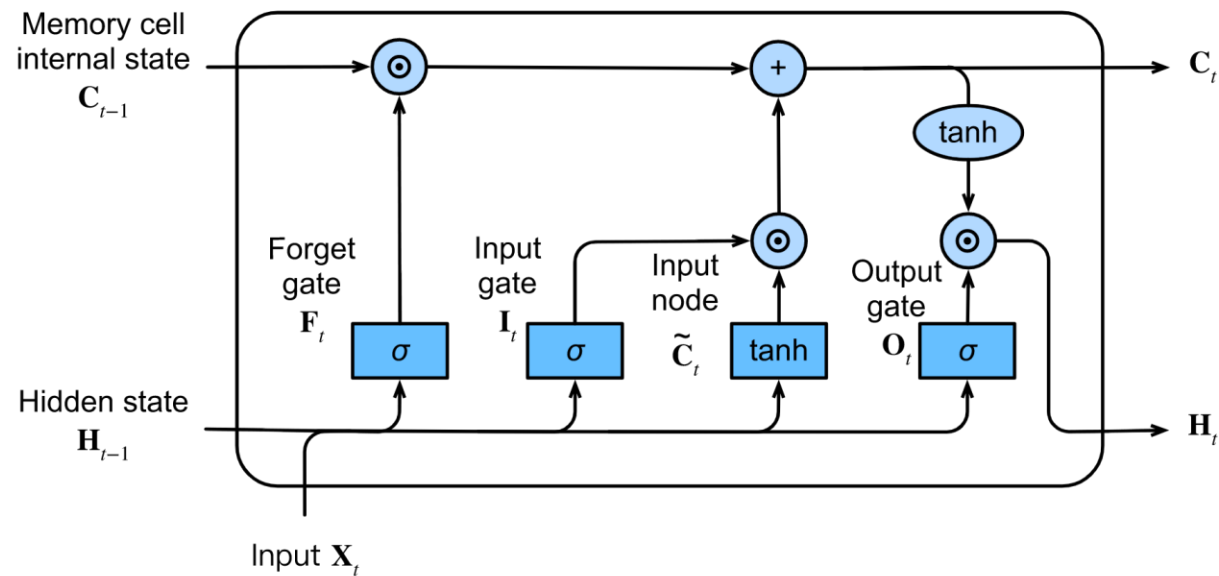 Memory cell
internal state
C_{t-1}
⊙
+
C_t
tanh
Forget
gate
F_t
Input
gate
I_t
Input
node
C̃_t
⊙
Output
gate
O_t
⊙
σ
σ
tanh
σ
Hidden state
H_{t-1}
H_t
Input X_t